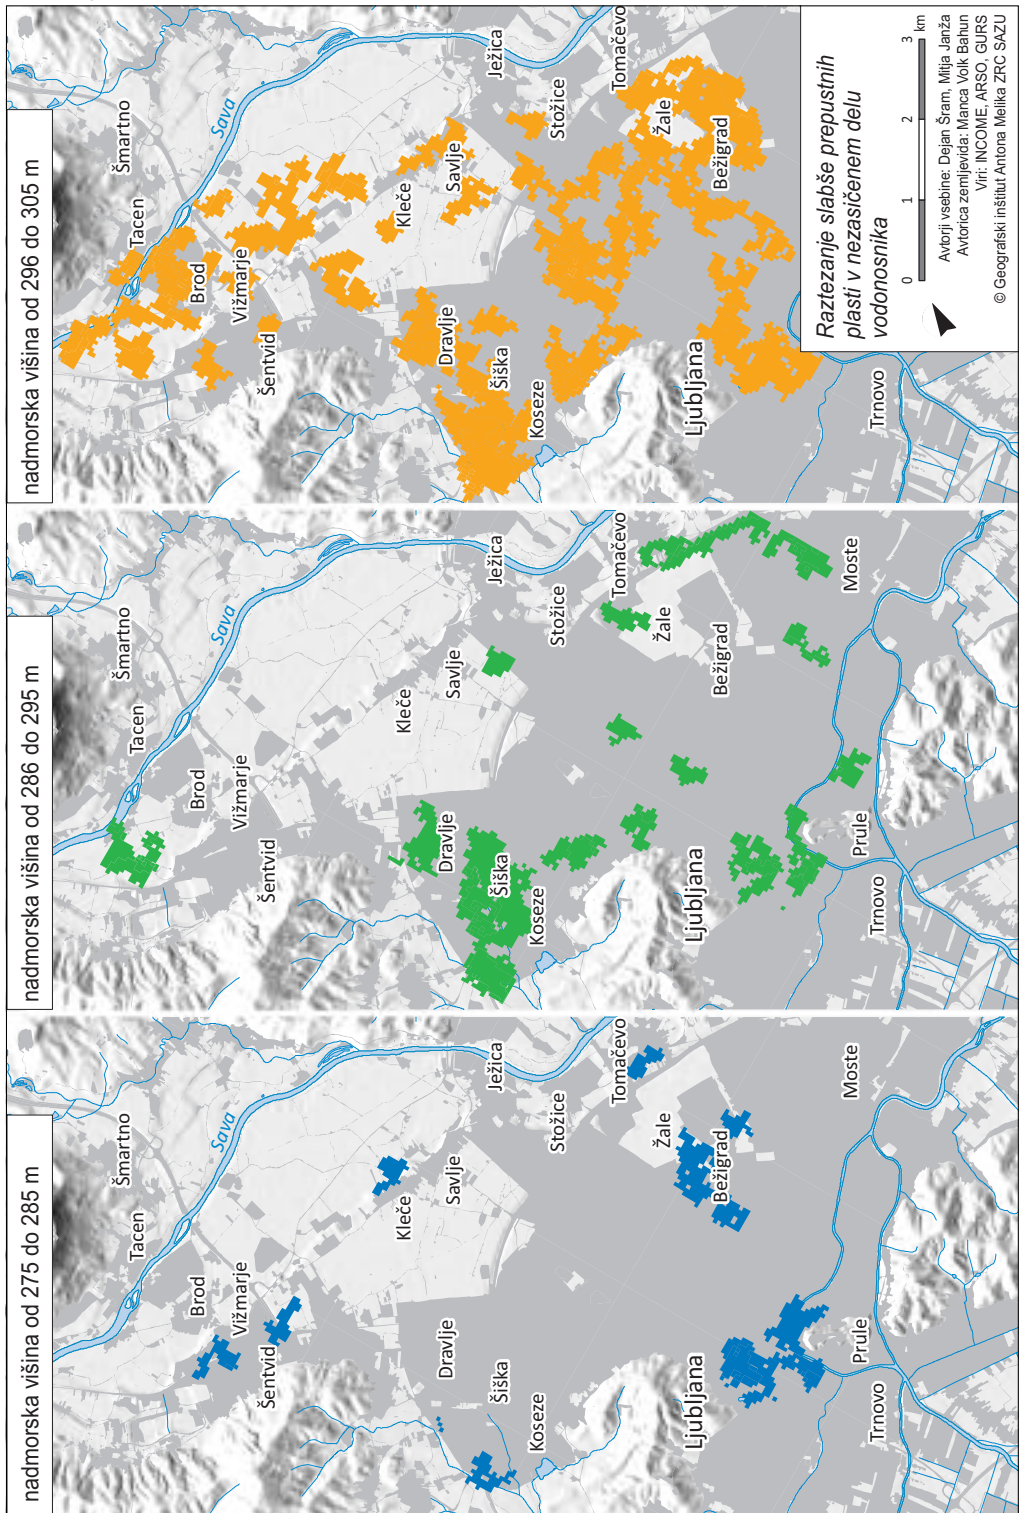 nadmorska višina od 275 do 285 m
Šmartno
Tacen
Sava
Brod
Vižmarje
Šentvid
Kleče
Savlje
Ježica
Dravlje
Šiška
Koseze
Stožice
Tomačevo
Žale
Bežigrad
Ljubljana
Moste
Prule
Trnovo
nadmorska višina od 286 do 295 m
Šmartno
Tacen
Sava
Brod
Vižmarje
Šentvid
Kleče
Savlje
Ježica
Dravlje
Šiška
Koseze
Stožice
Tomačevo
Žale
Bežigrad
Ljubljana
Moste
Prule
Trnovo
nadmorska višina od 296 do 305 m
Šmartno
Tacen
Sava
Brod
Vižmarje
Šentvid
Kleče
Savlje
Ježica
Dravlje
Šiška
Koseze
Stožice
Tomačevo
Žale
Bežigrad
Ljubljana
Trnovo
Raztezanje slabše prepustnih
plasti v nezasičenem delu
vodonosnika
0 1 2 3
km
Avtorji vsebine: Dejan Šram, Mitja Janža
Avtorica zemljevida: Manca Volk Bahun
Viri: INCOME, ARSO, GURS
© Geografski inštitut Antona Melika ZRC SAZU